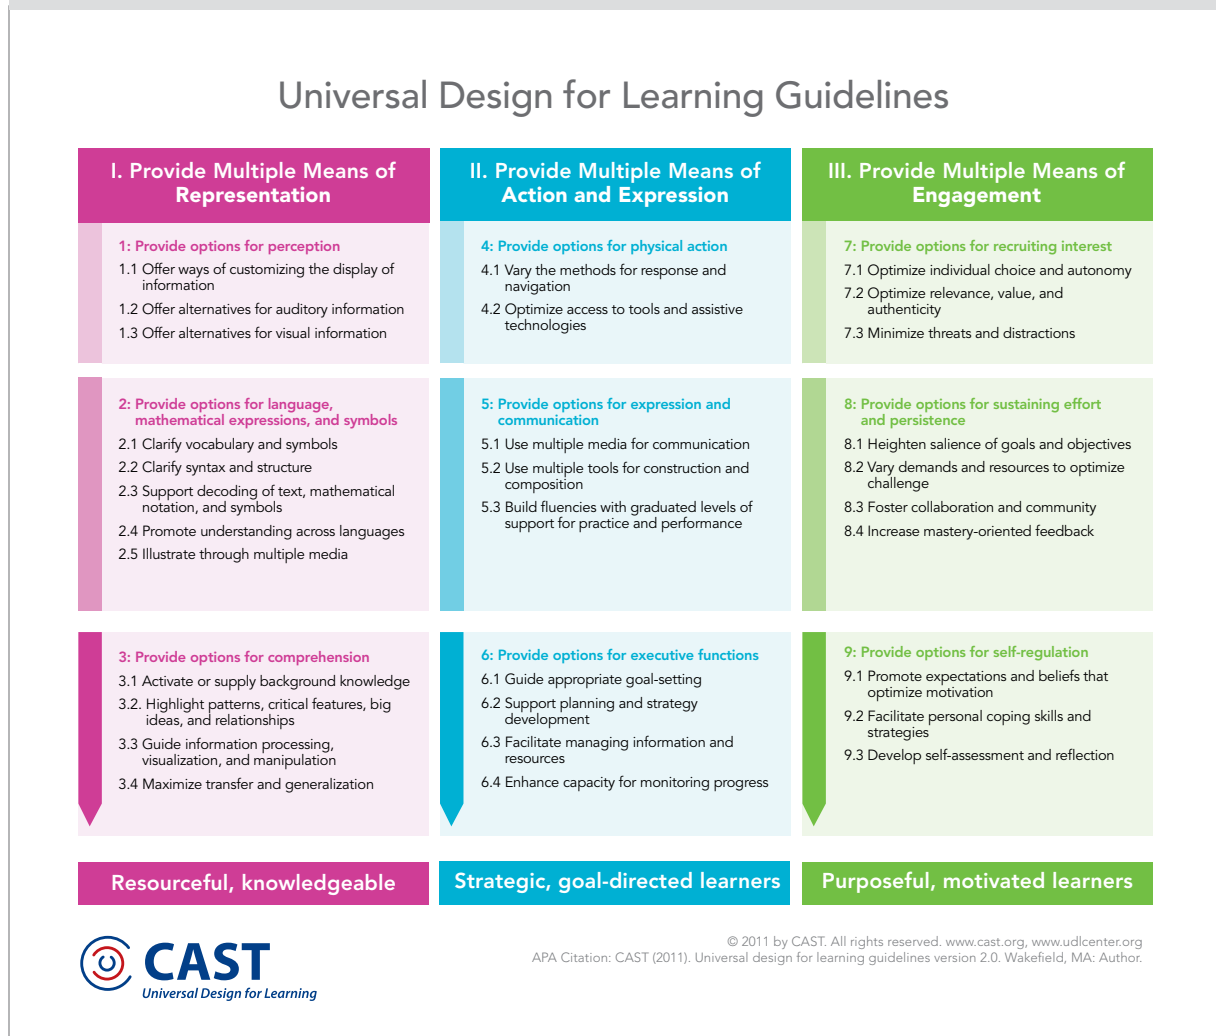 Universal Design for Learning Guidelines
I. Provide Multiple Means of
Representation
1: Provide options for perception
1.1 Offer ways of customizing the display of
information
1.2 Offer alternatives for auditory information
1.3 Offer alternatives for visual information
2: Provide options for language,
mathematical expressions, and symbols
2.1 Clarify vocabulary and symbols
2.2 Clarify syntax and structure
2.3 Support decoding of text, mathematical
notation, and symbols
2.4 Promote understanding across languages
2.5 Illustrate through multiple media
3: Provide options for comprehension
3.1 Activate or supply background knowledge
3.2. Highlight patterns, critical features, big
ideas, and relationships
3.3 Guide information processing,
visualization, and manipulation
3.4 Maximize transfer and generalization
Resourceful, knowledgeable
II. Provide Multiple Means of
Action and Expression
4: Provide options for physical action
4.1 Vary the methods for response and
navigation
4.2 Optimize access to tools and assistive
technologies
5: Provide options for expression and
communication
5.1 Use multiple media for communication
5.2 Use multiple tools for construction and
composition
5.3 Build fluencies with graduated levels of
support for practice and performance
6: Provide options for executive functions
6.1 Guide appropriate goal-setting
6.2 Support planning and strategy
development
6.3 Facilitate managing information and
resources
6.4 Enhance capacity for monitoring progress
Strategic, goal-directed learners
III. Provide Multiple Means of
Engagement
7: Provide options for recruiting interest
7.1 Optimize individual choice and autonomy
7.2 Optimize relevance, value, and
authenticity
7.3 Minimize threats and distractions
8: Provide options for sustaining effort
and persistence
8.1 Heighten salience of goals and objectives
8.2 Vary demands and resources to optimize
challenge
8.3 Foster collaboration and community
8.4 Increase mastery-oriented feedback
9: Provide options for self-regulation
9.1 Promote expectations and beliefs that
optimize motivation
9.2 Facilitate personal coping skills and
strategies
9.3 Develop self-assessment and reflection
Purposeful, motivated learners
CAST
Universal Design for Learning
© 2011 by CAST. All rights reserved. www.cast.org, www.udlcenter.org
APA Citation: CAST (2011). Universal design for learning guidelines version 2.0. Wakefield, MA: Author.